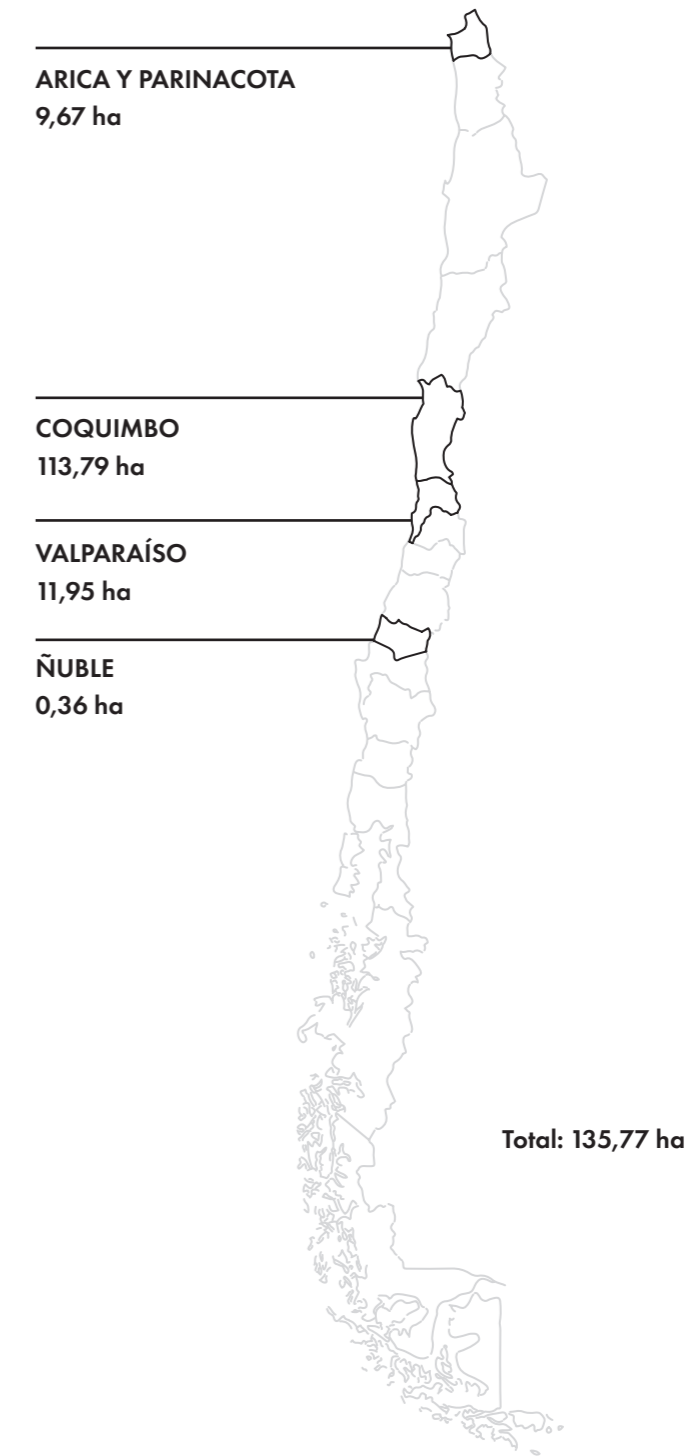 ARICA Y PARINACOTA
9,67 ha
COQUIMBO
113,79 ha
VALPARAÍSO
11,95 ha
ÑUBLE
0,36 ha
Total: 135,77 ha